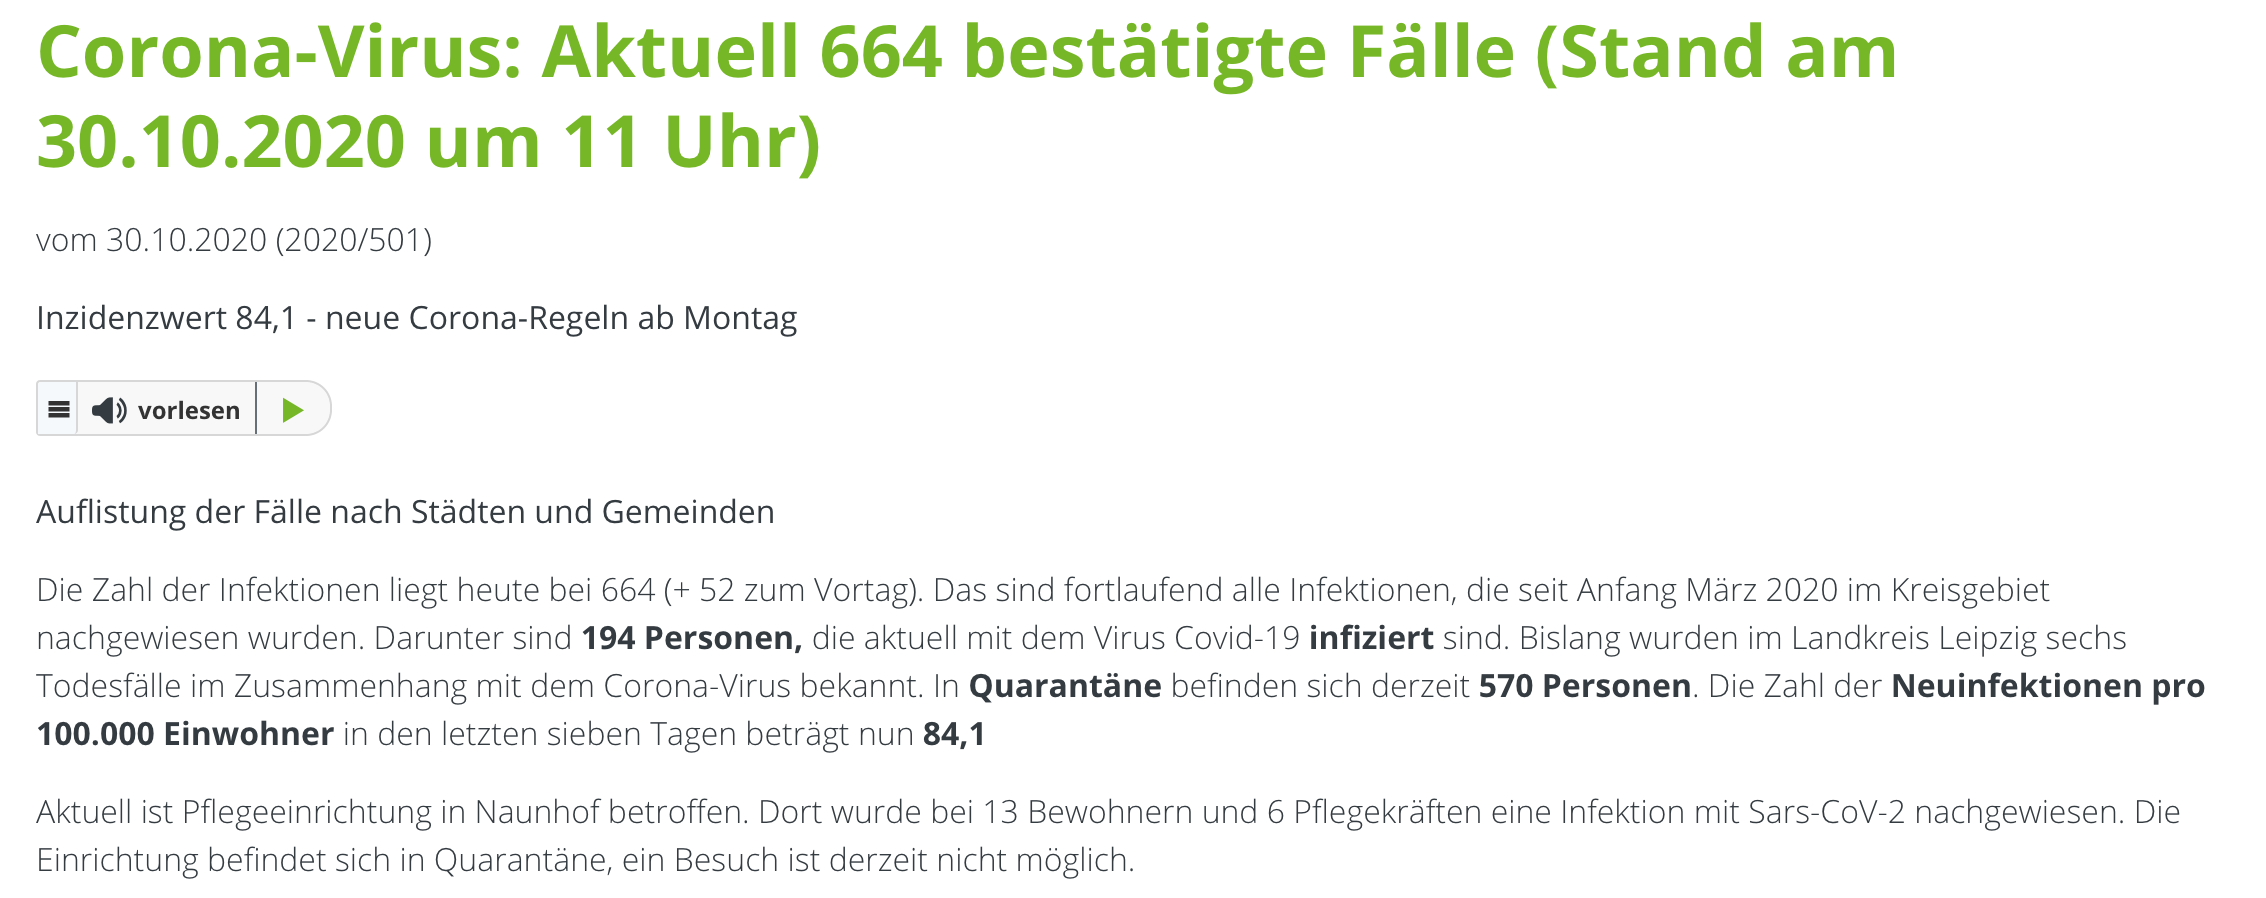 Corona-Virus: Aktuell 664 bestätigte Fälle (Stand am
30.10.2020 um 11 Uhr)
vom 30.10.2020 (2020/501)
Inzidenzwert 84,1 - neue Corona-Regeln ab Montag
vorlesen
Auflistung der Fälle nach Städten und Gemeinden
Die Zahl der Infektionen liegt heute bei 664 (+ 52 zum Vortag). Das sind fortlaufend alle Infektionen, die seit Anfang März 2020 im Kreisgebiet
nachgewiesen wurden. Darunter sind 194 Personen, die aktuell mit dem Virus Covid-19 infiziert sind. Bislang wurden im Landkreis Leipzig sechs
Todesfälle im Zusammenhang mit dem Corona-Virus bekannt. In Quarantäne befinden sich derzeit 570 Personen. Die Zahl der Neuinfektionen pro
100.000 Einwohner in den letzten sieben Tagen beträgt nun 84,1
Aktuell ist Pflegeeinrichtung in Naunhof betroffen. Dort wurde bei 13 Bewohnern und 6 Pflegekräften eine Infektion mit Sars-CoV-2 nachgewiesen. Die
Einrichtung befindet sich in Quarantäne, ein Besuch ist derzeit nicht möglich.